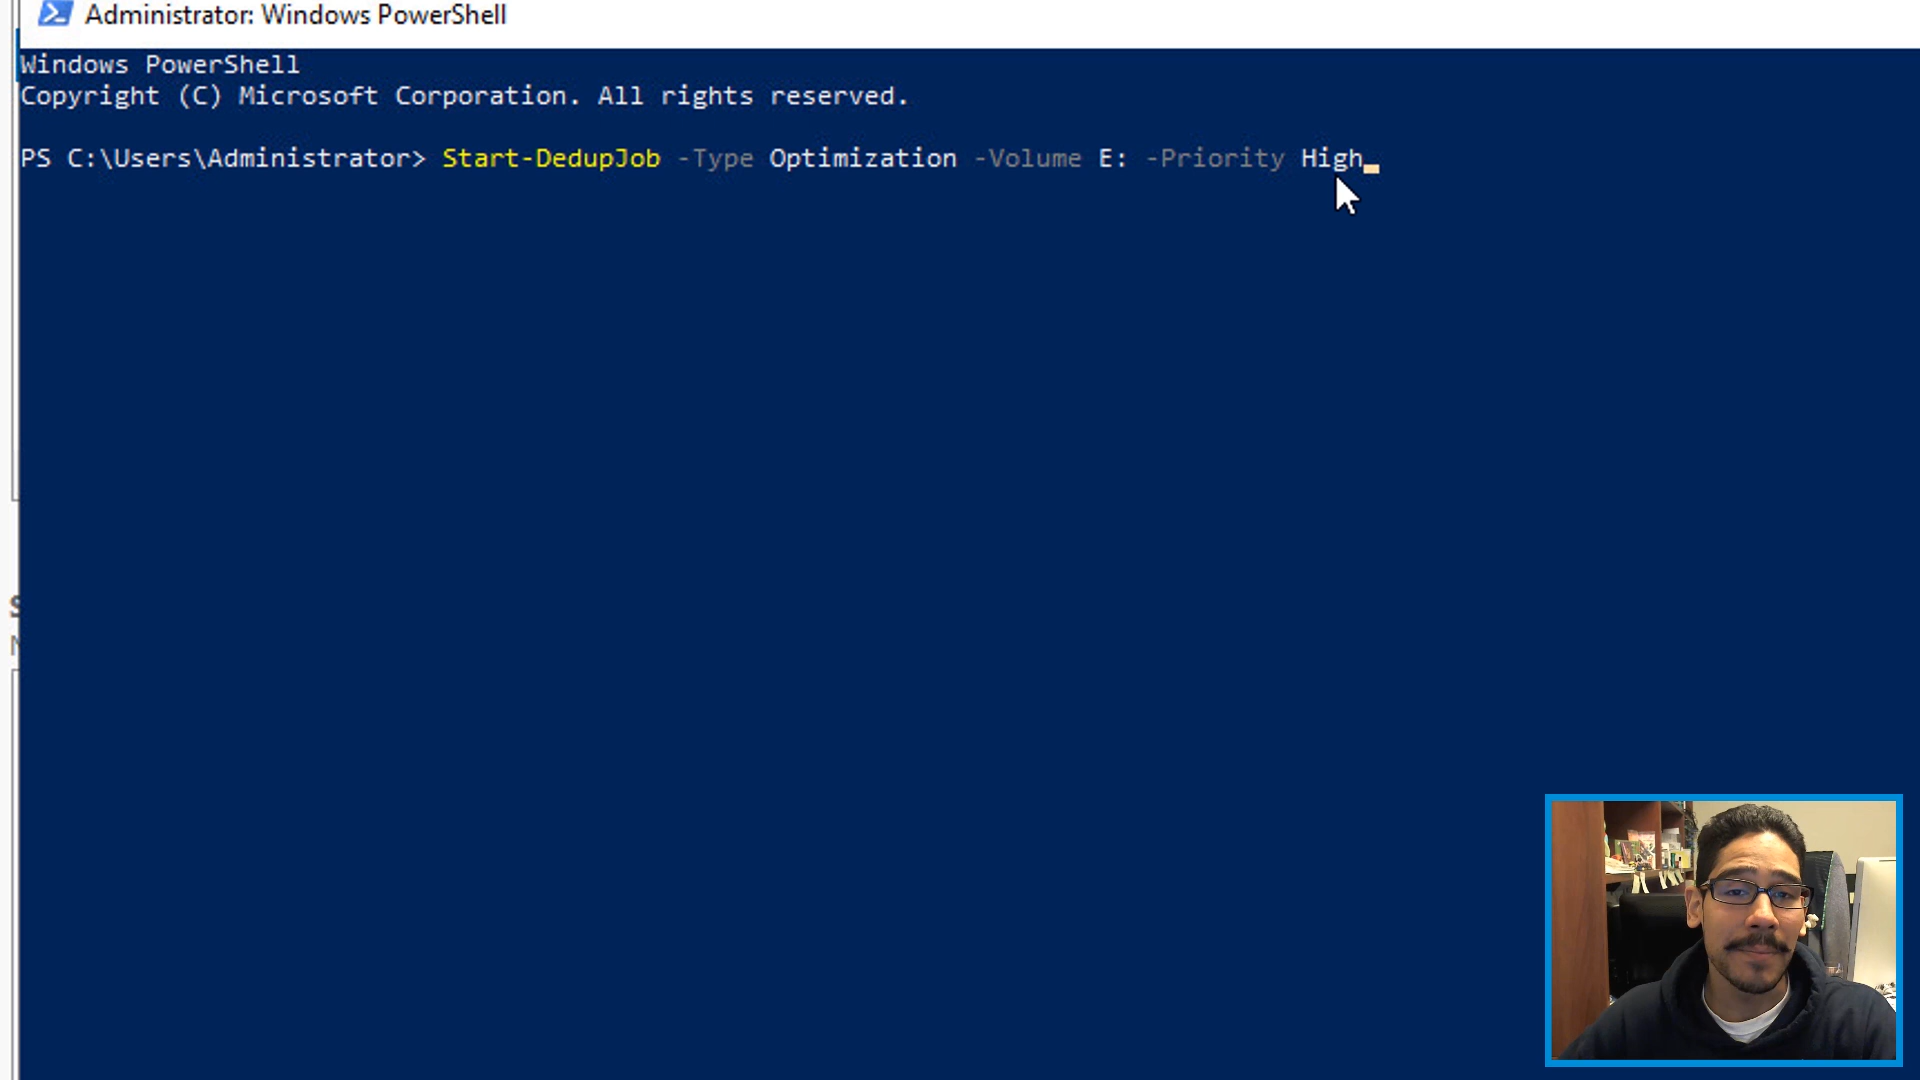 Administrator: Windows PowerShell
Windows PowerShell
Copyright (C) Microsoft Corporation. All rights reserved.
PS C:\Users\Administrator> Start-DedupJob -Type Optimization -Volume E: -Priority High